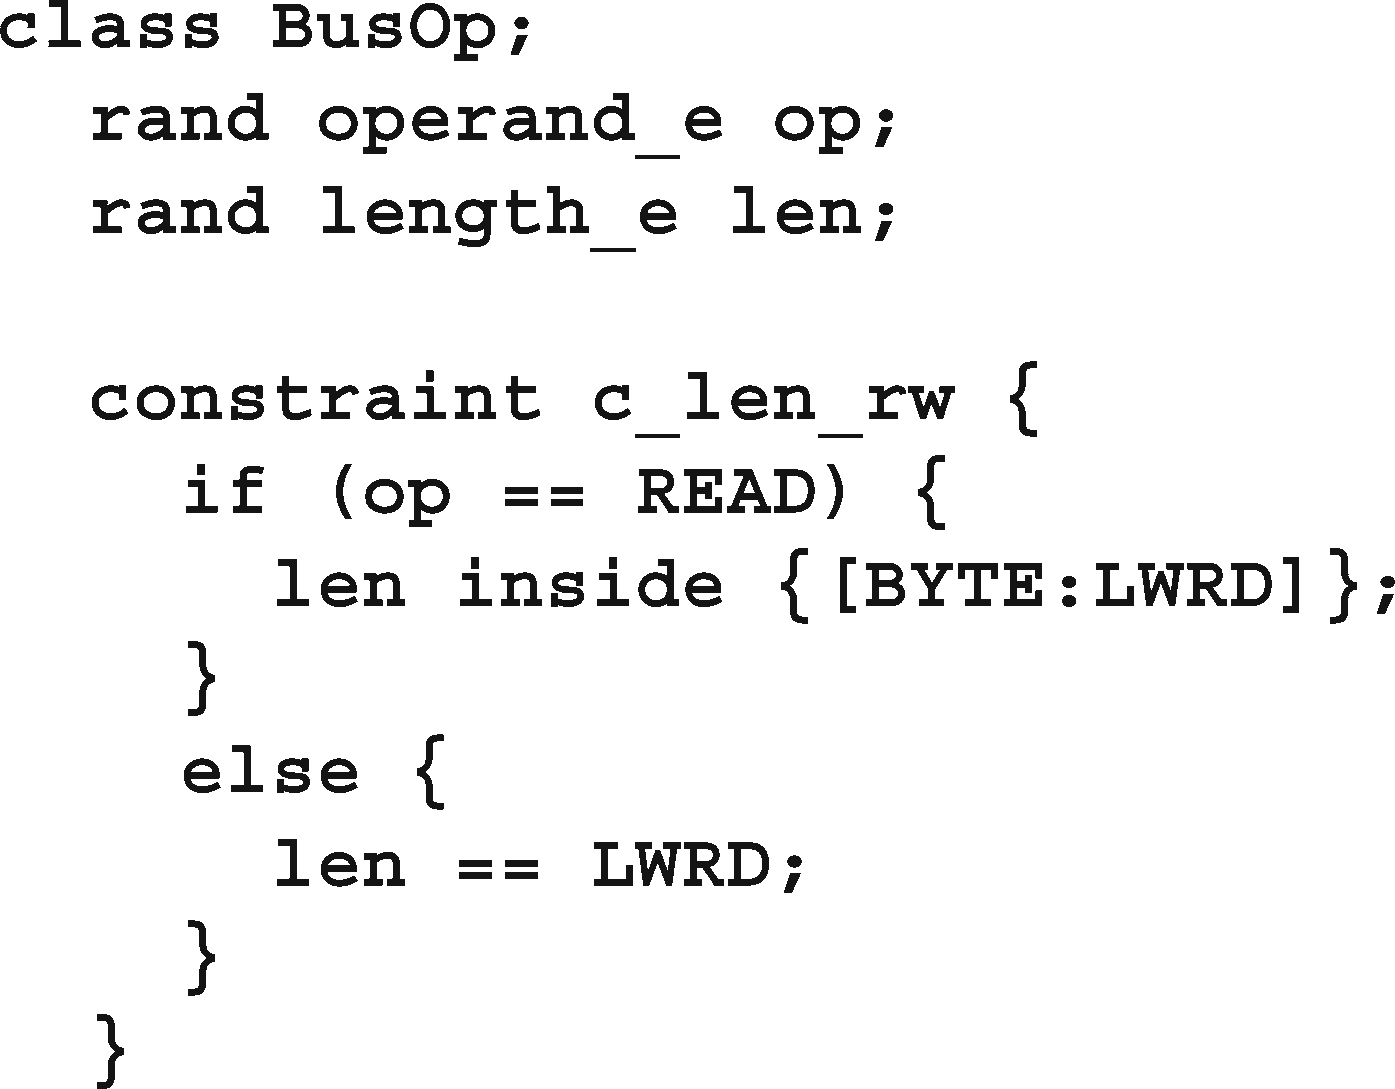 class BusOp;
  rand operand_e op;
  rand length_e len;

  constraint c_len_rw {
    if (op == READ) {
      len inside {[BYTE:LWRD]};
    }
    else {
      len == LWRD;
    }
  }